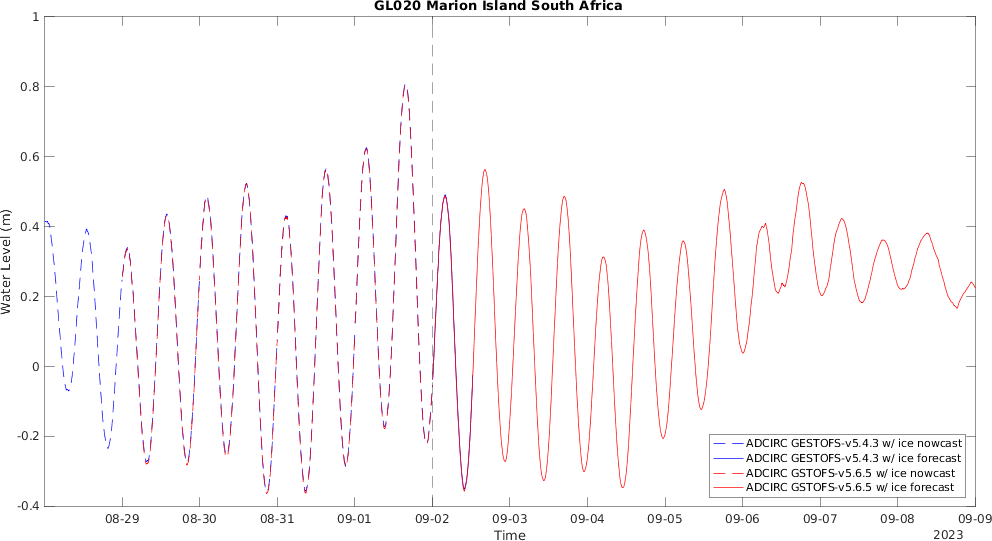 GL020 Marion Island South Africa
1
0.8
0.6
0.4
0.2
0
-0.2
-0.4
Water Level (m)
ADCIRC GESTOFS-v5.4.3 w/ ice nowcast
ADCIRC GESTOFS-v5.4.3 w/ ice forecast
ADCIRC GSTOFS-v5.6.5 w/ ice nowcast
ADCIRC GSTOFS-v5.6.5 w/ ice forecast
08-29 08-30 08-31 09-01 09-02 09-03 09-04 09-05 09-06 09-07 09-08 09-09
Time 2023